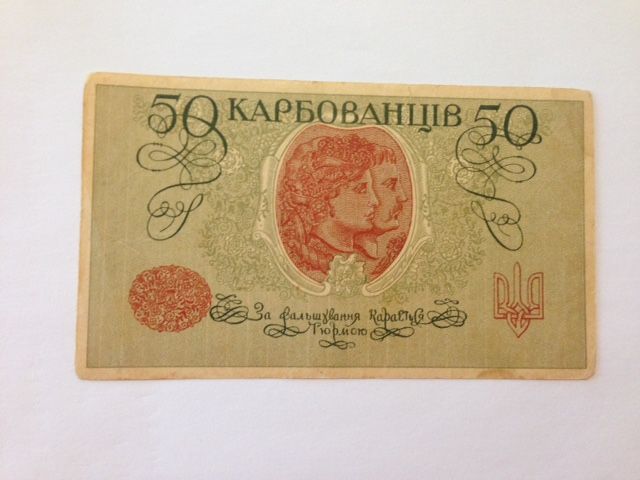 50 КАРБОВАНЦІВ 50
За фальшування карається
Тюрмою